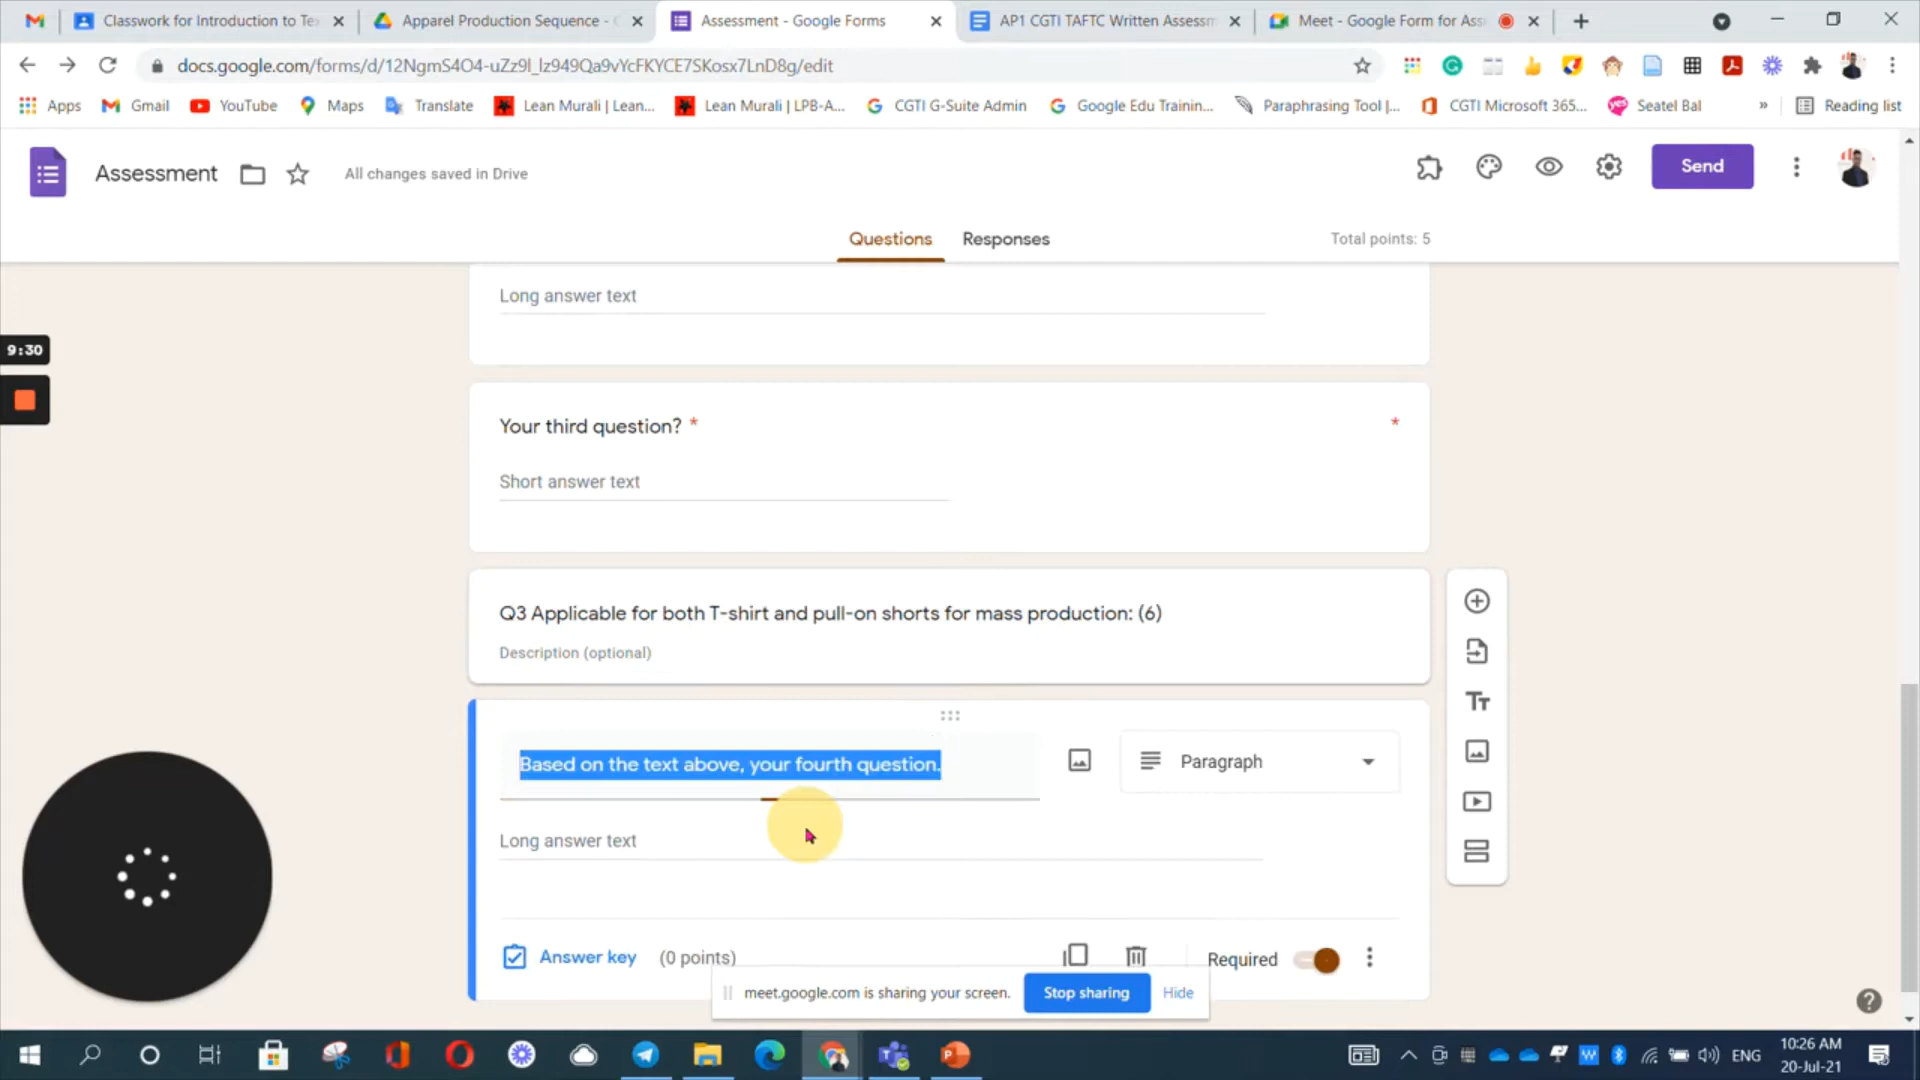 Classwork for Introduction to Te
Apparel Production Sequence -
Assessment - Google Forms
AP1 CGTI TAFTC Written Assessm
Meet - Google Form for Ass
docs.google.com/forms/d/12NgmS4O4-uZz9l_lz949Qa9vYcFKYCE7SKosx7LnD8g/edit
Apps
Gmail
YouTube
Maps
Translate
Lean Murali | Lean...
Lean Murali | LPB-A...
CGTI G-Suite Admin
Google Edu Trainin...
Paraphrasing Tool |...
CGTI Microsoft 365...
Seatel Bal
»
Reading list
Assessment
All changes saved in Drive
Send
Questions
Responses
Total points: 5
Long answer text
9:30
Your third question? *
*
Short answer text
Q3 Applicable for both T-shirt and pull-on shorts for mass production: (6)
Description (optional)
Based on the text above, your fourth question.
Paragraph
Long answer text
Answer key
(0 points)
Required
meet.google.com is sharing your screen.
Stop sharing
Hide
ENG
10:26 AM
20-Jul-21